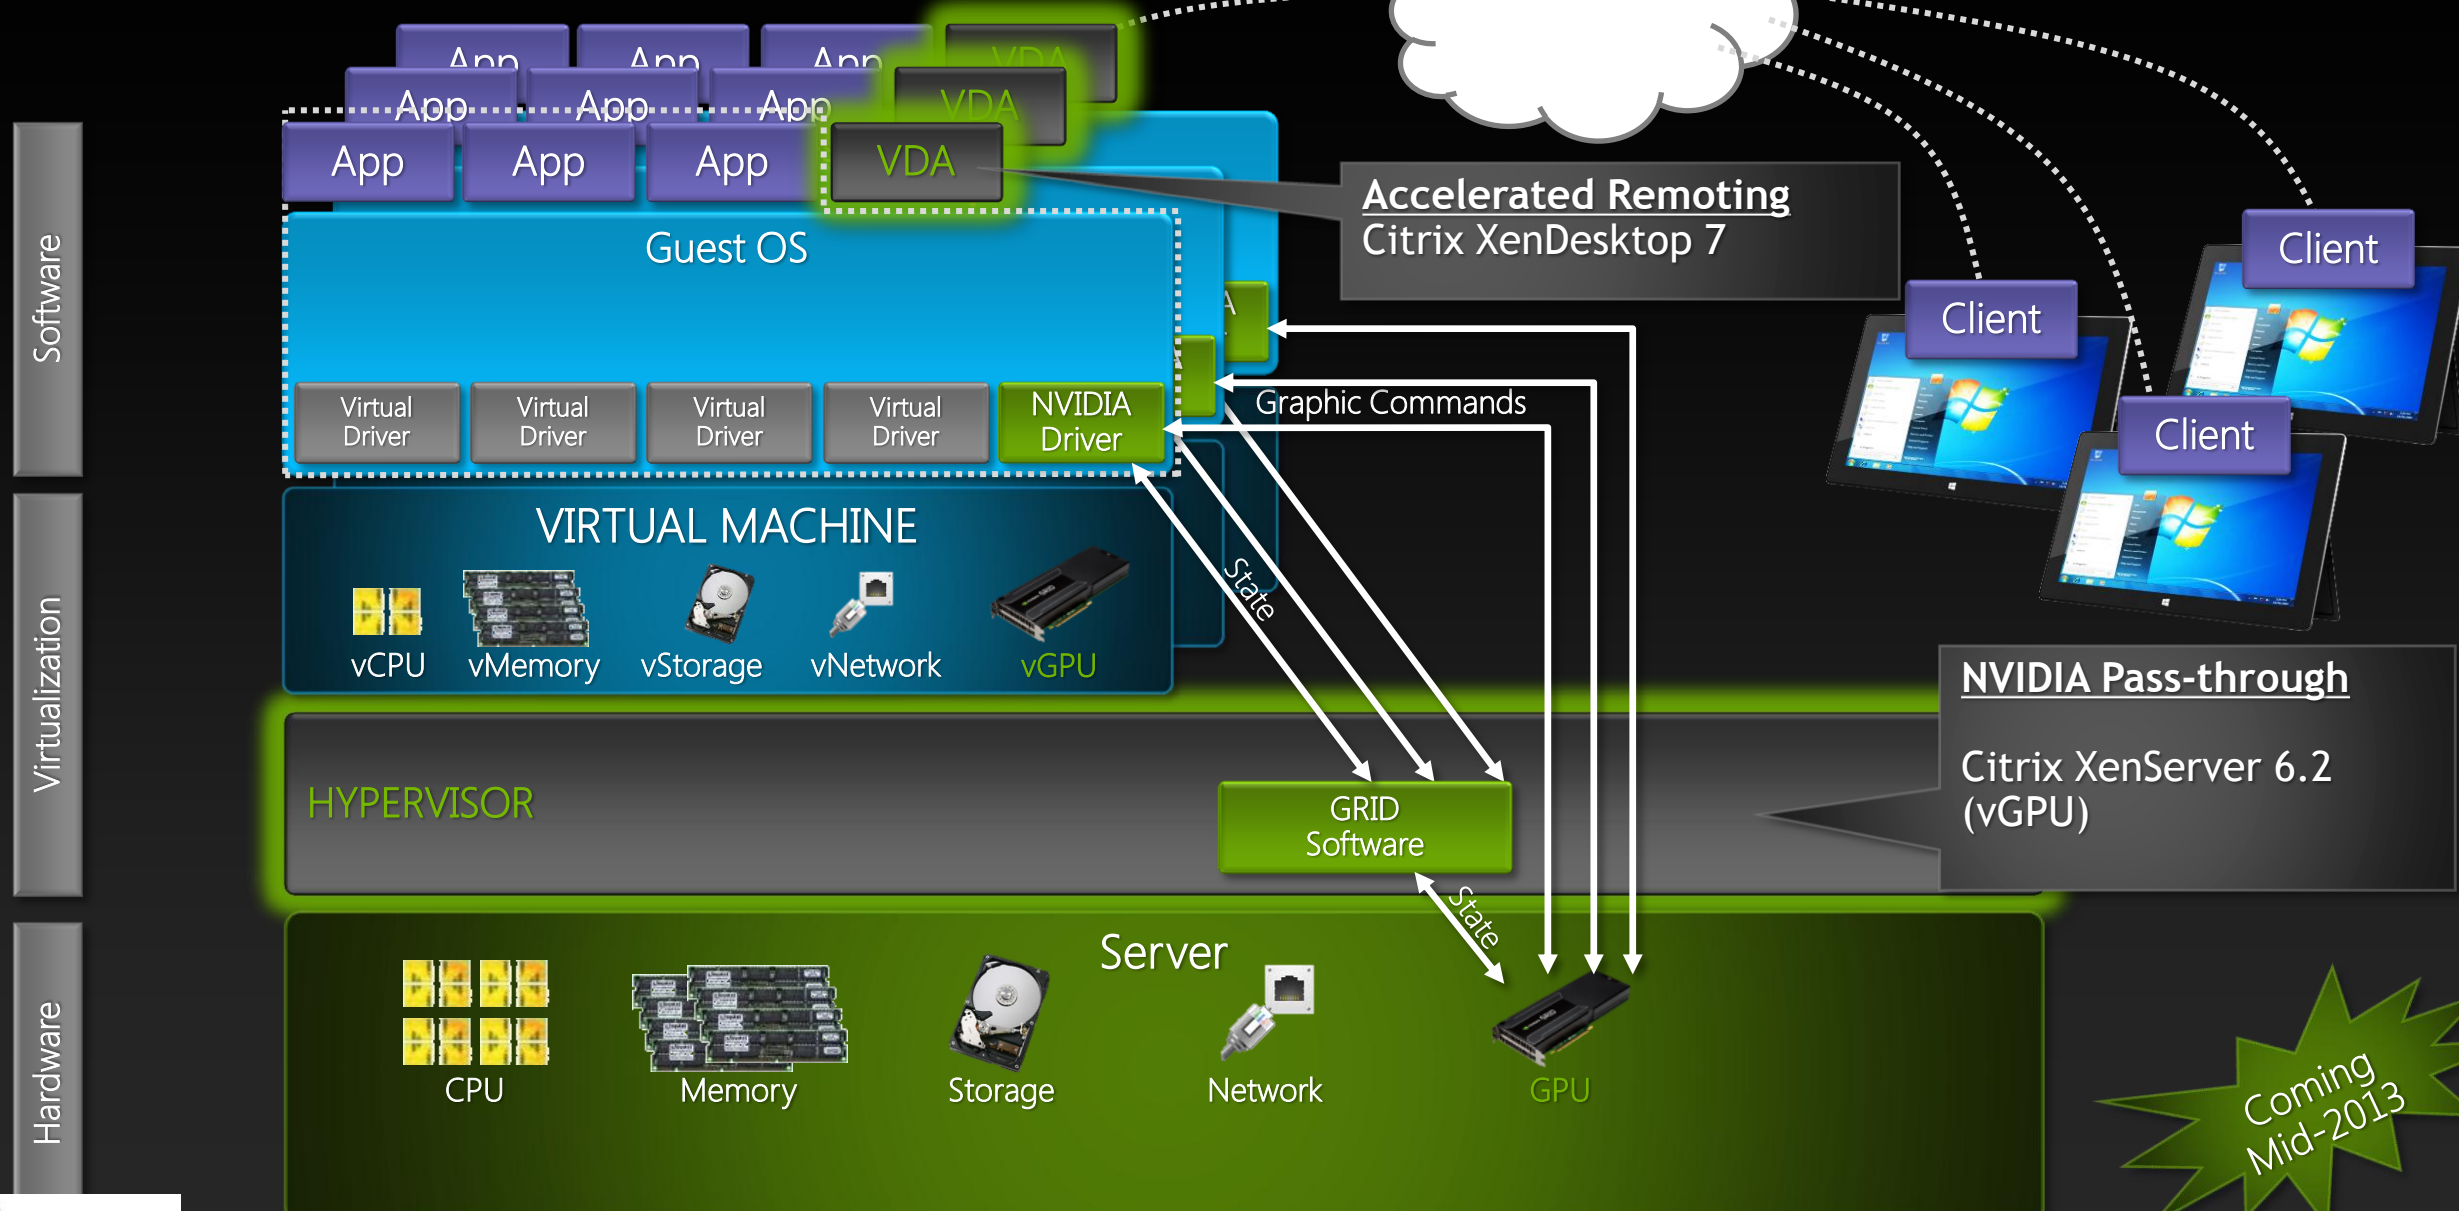 App
App
App
VDA
App
App
App
VDA
App
App
App
VDA
Accelerated Remoting
Citrix XenDesktop 7
Client
Client
Client
Software
Guest OS
Virtual
Driver
Virtual
Driver
Virtual
Driver
Virtual
Driver
NVIDIA
Driver
A
Graphic Commands
VIRTUAL MACHINE
vCPU
vMemory
vStorage
vNetwork
vGPU
State
Virtualization
HYPERVISOR
GRID
Software
NVIDIA Pass-through
Citrix XenServer 6.2
(vGPU)
State
Hardware
Server
CPU
Memory
Storage
Network
GPU
Coming
Mid-2013